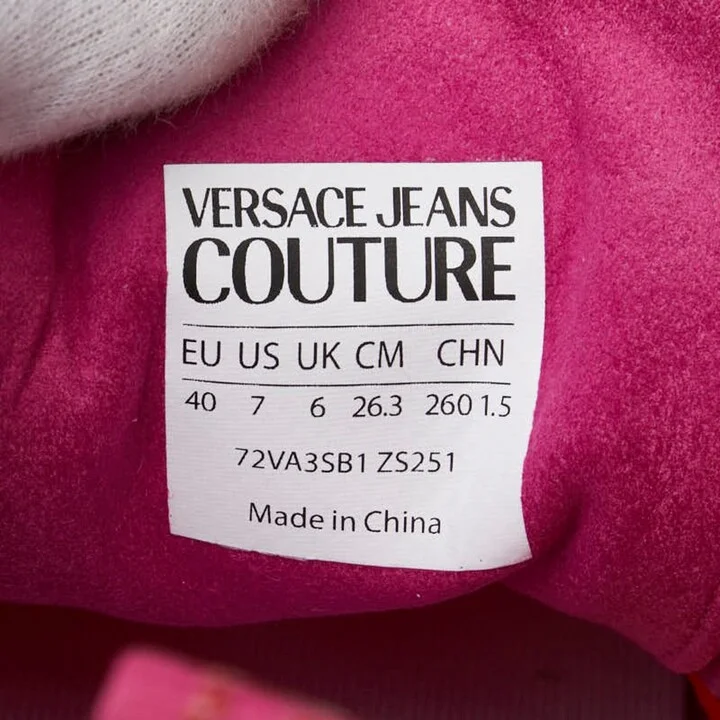 VERSACE JEANS
COUTURE
EU US UK CM CHN
40 7 6 26.3 260 1.5
72VA3SB1 ZS251
Made in China